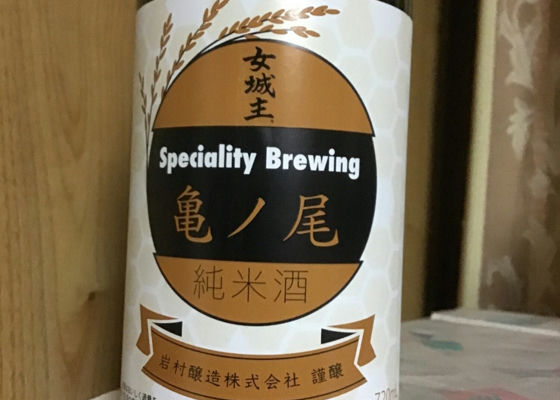 女城主
Speciality Brewing
亀ノ尾
純米酒
岩村醸造株式会社 謹醸
720mL